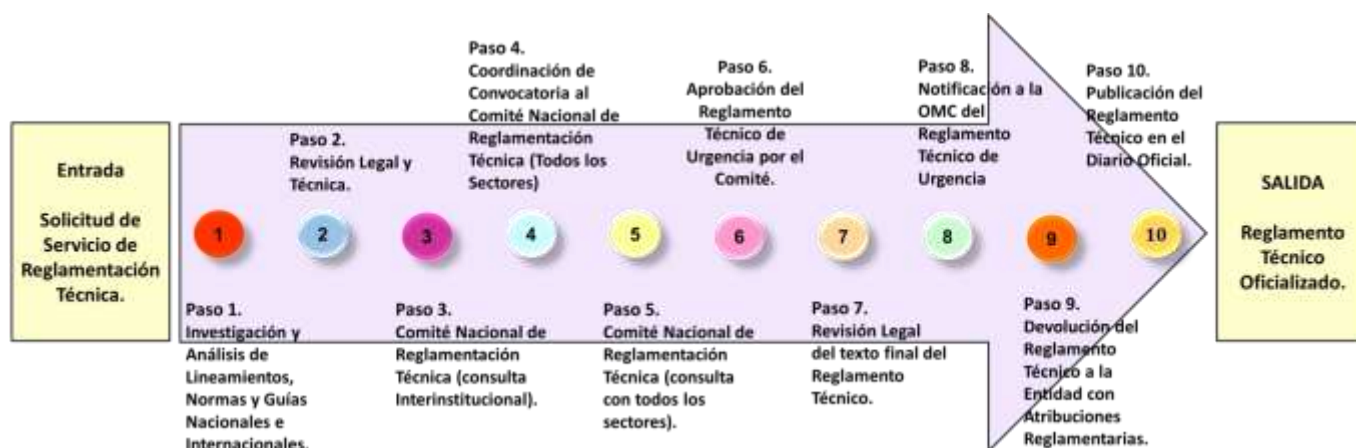 Entrada
Solicitud de
Servicio de
Reglamentación
Técnica.
Paso 1.
Investigación y
Análisis de
Lineamientos,
Normas y Guías
Nacionales e
Internacionales.
Paso 2.
Revisión Legal y
Técnica.
Paso 3.
Comité Nacional de
Reglamentación
Técnica (consulta
Interinstitucional).
Paso 4.
Coordinación de
Convocatoria al
Comité Nacional de
Reglamentación
Técnica (Todos los
Sectores)
Paso 5.
Comité Nacional de
Reglamentación
Técnica (consulta
con todos los
sectores).
Paso 6.
Aprobación del
Reglamento
Técnico de
Urgencia por el
Comité.
Paso 7.
Revisión Legal
del texto final del
Reglamento
Técnico.
Paso 8.
Notificación a la
OMC del
Reglamento
Técnico de
Urgencia
Paso 9.
Devolución del
Reglamento
Técnico a la
Entidad con
Atribuciones
Reglamentarias.
Paso 10.
Publicación del
Reglamento
Técnico en el
Diario Oficial.
1
2
3
4
5
6
7
8
9
10
SALIDA
Reglamento
Técnico
Oficializado.